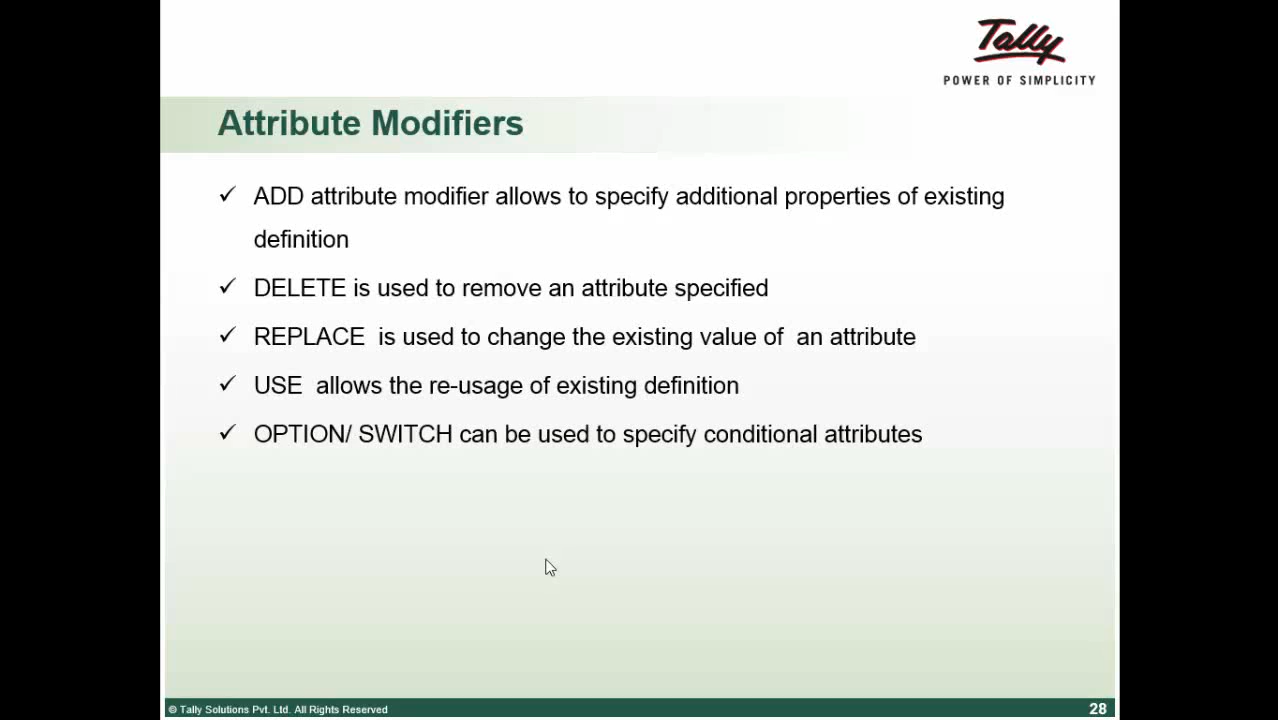 Tally
POWER OF SIMPLICITY
Attribute Modifiers
✓ ADD attribute modifier allows to specify additional properties of existing
definition
✓ DELETE is used to remove an attribute specified
✓ REPLACE is used to change the existing value of an attribute
✓ USE allows the re-usage of existing definition
✓ OPTION/ SWITCH can be used to specify conditional attributes
© Tally Solutions Pvt. Ltd. All Rights Reserved
28